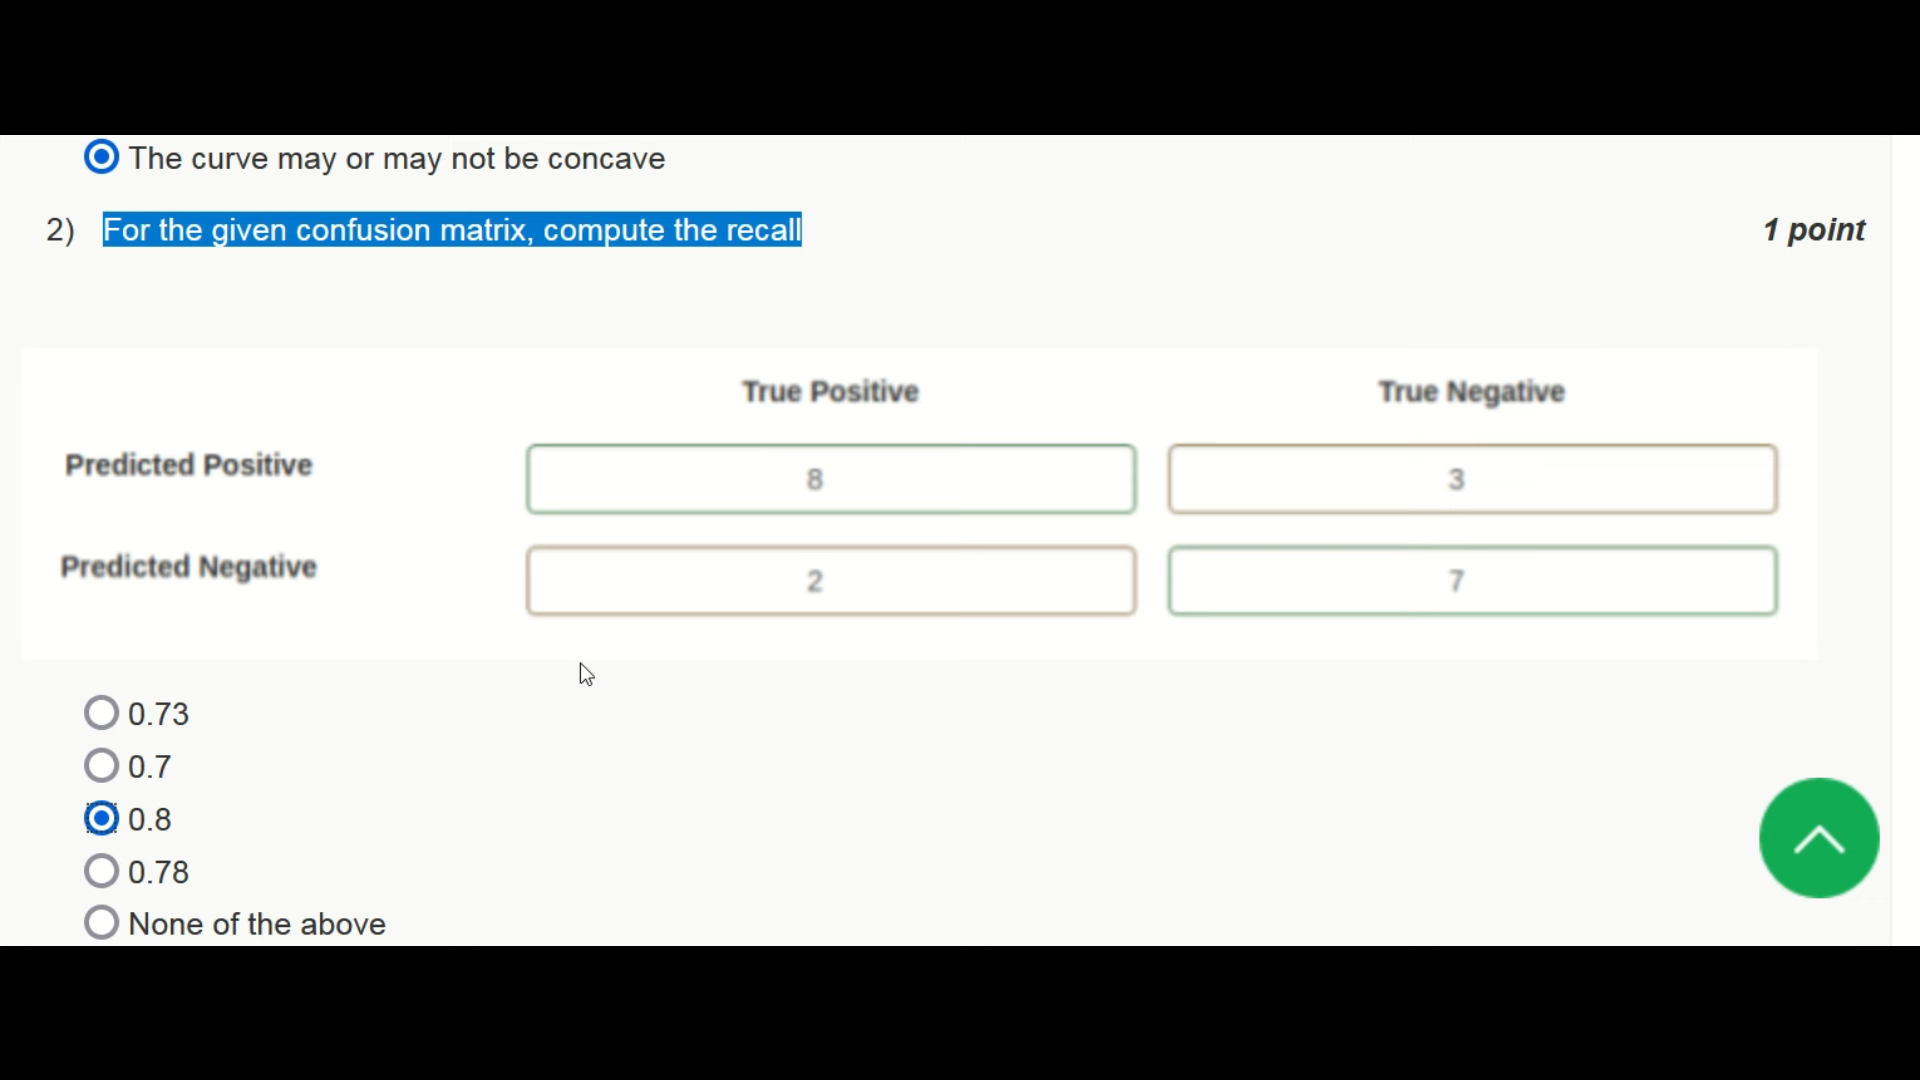 The curve may or may not be concave
2) For the given confusion matrix, compute the recall 1 point
True Positive True Negative
Predicted Positive 8 3
Predicted Negative 2 7
0.73
0.7
0.8
0.78
None of the above